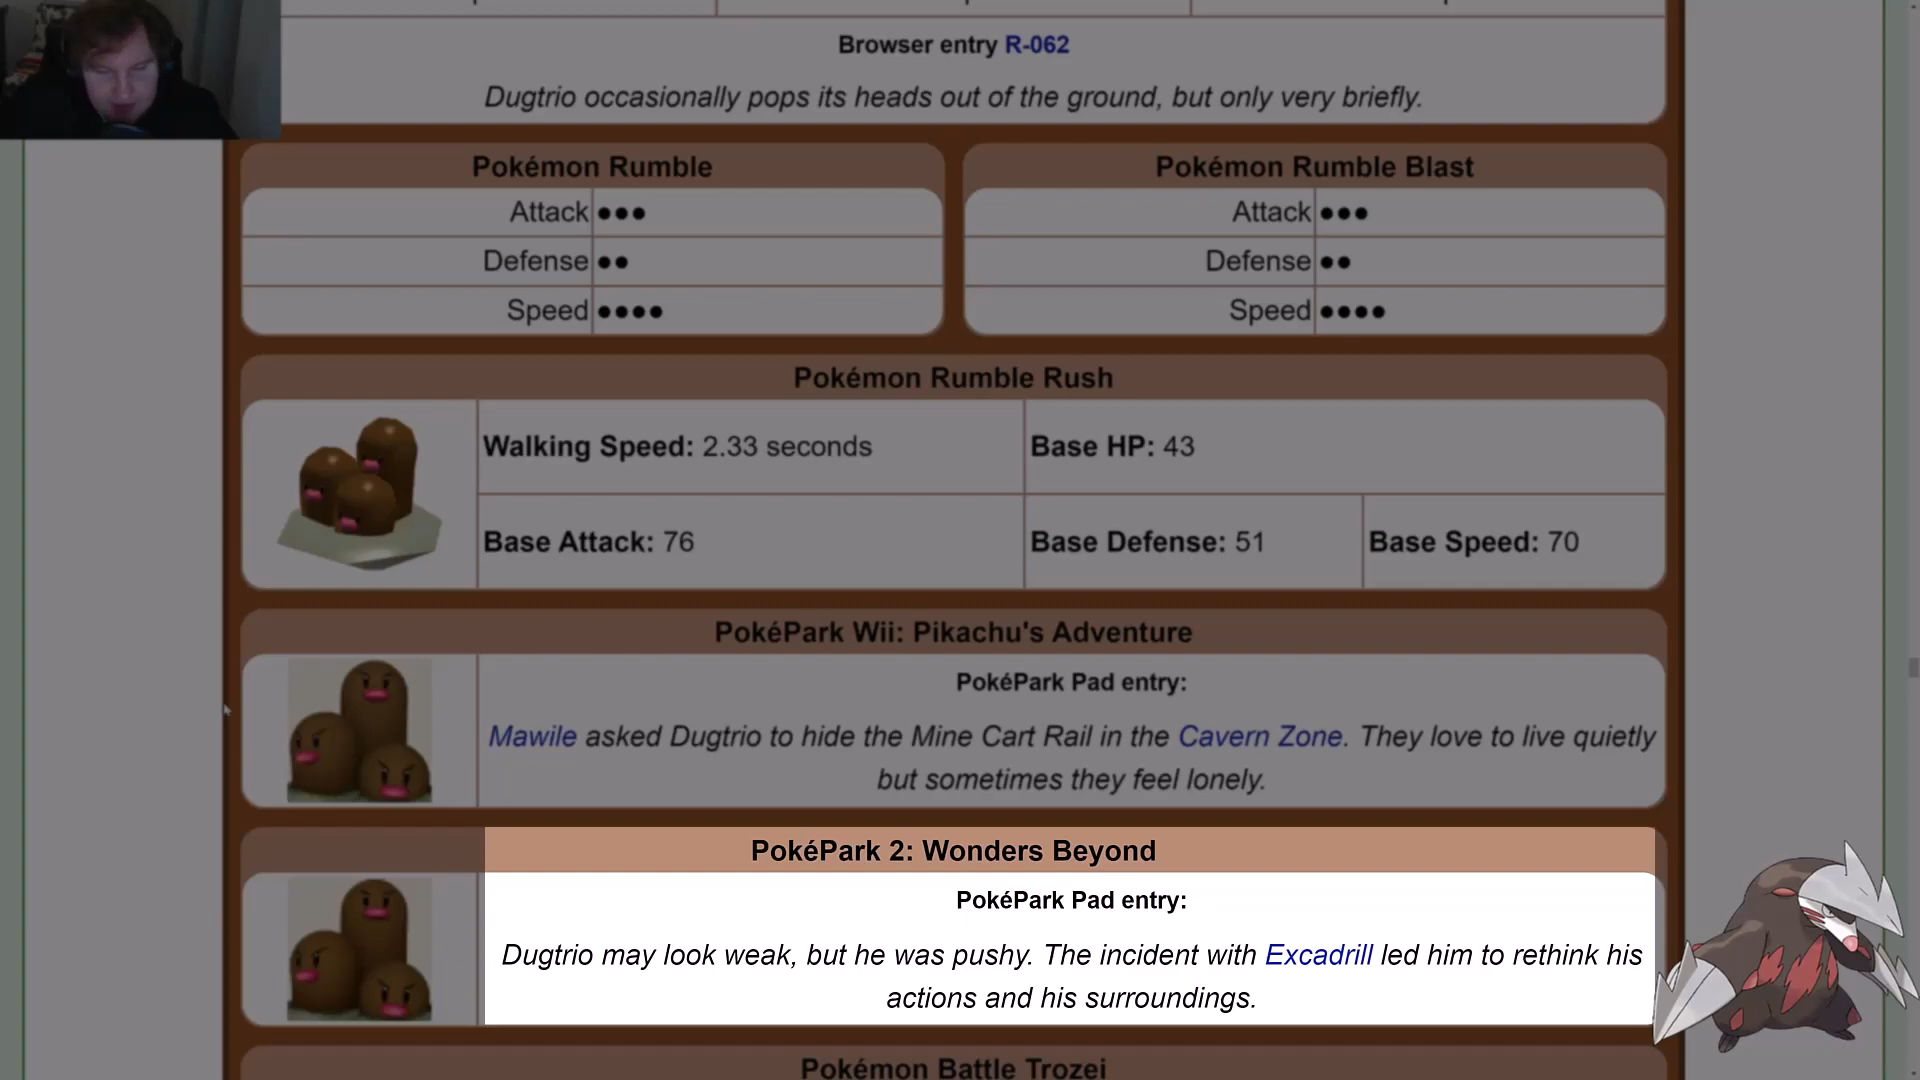 Browser entry R-062
Dugtrio occasionally pops its heads out of the ground, but only very briefly.
Pokémon Rumble
Attack ●●●
Defense ●●
Speed ●●●●
Pokémon Rumble Blast
Attack ●●●
Defense ●●
Speed ●●●●
Pokémon Rumble Rush
Walking Speed: 2.33 seconds
Base HP: 43
Base Attack: 76
Base Defense: 51
Base Speed: 70
PokéPark Wii: Pikachu's Adventure
PokéPark Pad entry:
Mawile asked Dugtrio to hide the Mine Cart Rail in the Cavern Zone. They love to live quietly
but sometimes they feel lonely.
PokéPark 2: Wonders Beyond
PokéPark Pad entry:
Dugtrio may look weak, but he was pushy. The incident with Excadrill led him to rethink his
actions and his surroundings.
Pokémon Battle Trozei